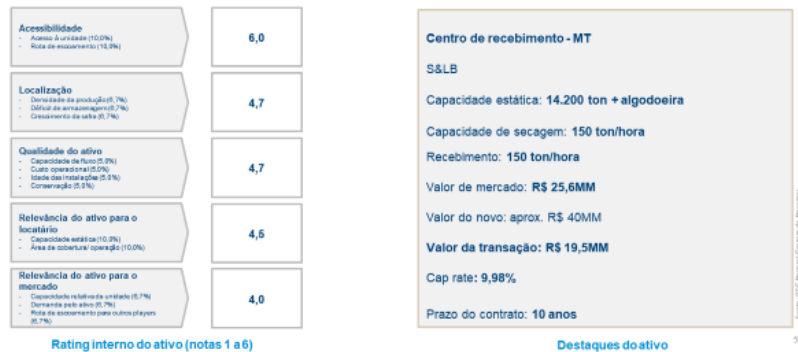 Acessibilidade
- Acesso à unidade (10,0%)
- Rota de escoamento (10,0%)
6,0
Localização
- Densidade da produção (6,7%)
- Déficit de armazenagem (6,7%)
- Crescimento da safra (6,7%)
4,7
Qualidade do ativo
- Capacidade de fluxo (5,0%)
- Custo operacional (5,0%)
- Idade das instalações (5,0%)
- Conservação (5,0%)
4,7
Relevância do ativo para o
locatário
- Capacidade estática (10,0%)
- Área de cobertura/ operação (10,0%)
4,5
Relevância do ativo para o
mercado
- Capacidade relativa da unidade (6,7%)
- Demanda pelo ativo (6,7%)
- Rota de escoamento para outros players
(6,7%)
4,0
Rating interno do ativo (notas 1 a 6)
Centro de recebimento - MT
S&LB
Capacidade estática: 14.200 ton + algodoeira
Capacidade de secagem: 150 ton/hora
Recebimento: 150 ton/hora
Valor de mercado: R$ 25,6MM
Valor do novo: aprox. R$ 40MM
Valor da transação: R$ 19,5MM
Cap rate: 9,98%
Prazo do contrato: 10 anos
Destaques do ativo
5